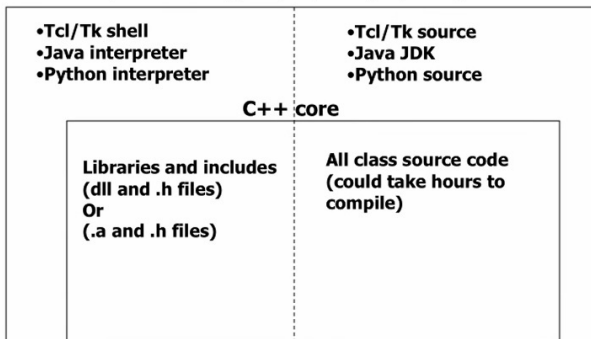 •Tcl/Tk shell
•Java interpreter
•Python interpreter
•Tcl/Tk source
•Java JDK
•Python source
C++ core
Libraries and includes
(dll and .h files)
Or
(.a and .h files)
All class source code
(could take hours to
compile)